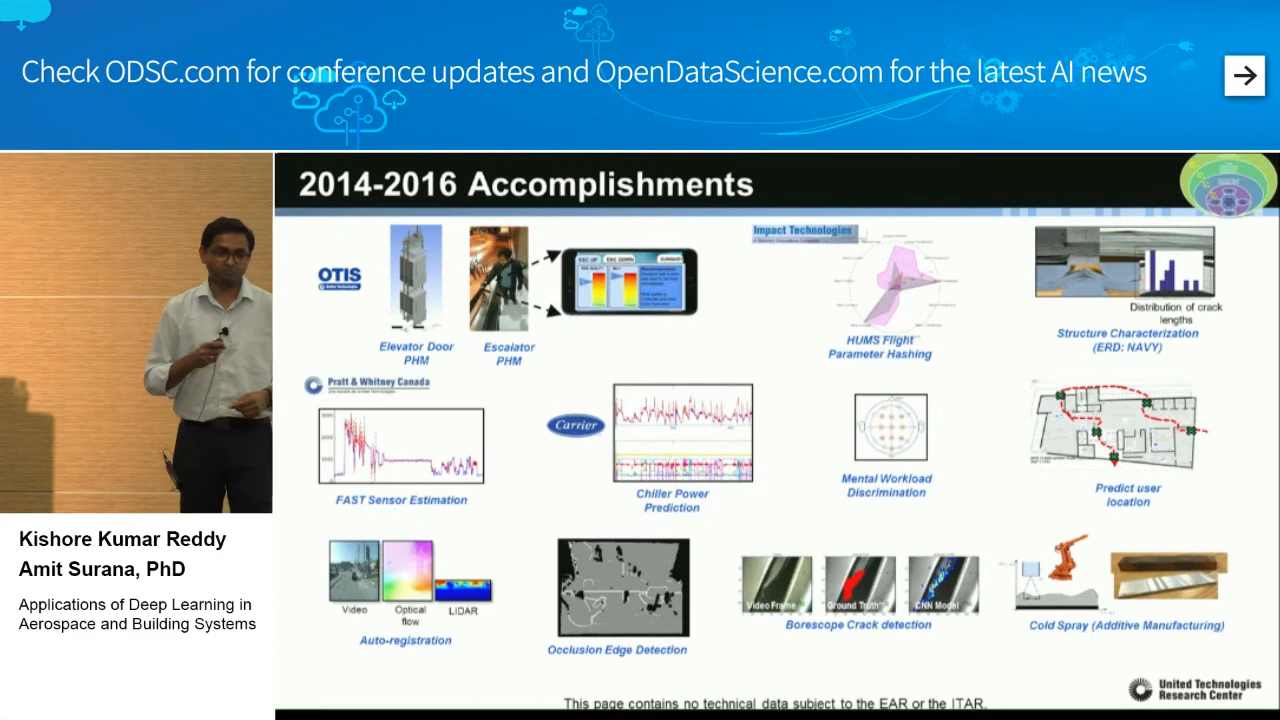 Check ODSC.com for conference updates and OpenDataScience.com for the latest AI news
2014-2016 Accomplishments
OTIS
Elevator Door
PHM
Escalator
PHM
ESC UP
ESC DOWN
SUMMARY
Impact Technologies
HUMS Flight
Parameter Hashing
Distribution of crack
lengths
Structure Characterization
(ERD: NAVY)
Pratt & Whitney Canada
FAST Sensor Estimation
Carrier
Chiller Power
Prediction
Mental Workload
Discrimination
Predict user
location
Video
Optical
flow
LIDAR
Auto-registration
Occlusion Edge Detection
Video Frame
Ground Truth
CNN Model
Borescope Crack detection
Cold Spray (Additive Manufacturing)
United Technologies
Research Center
This page contains no technical data subject to the EAR or the ITAR.
Kishore Kumar Reddy
Amit Surana, PhD
Applications of Deep Learning in
Aerospace and Building Systems